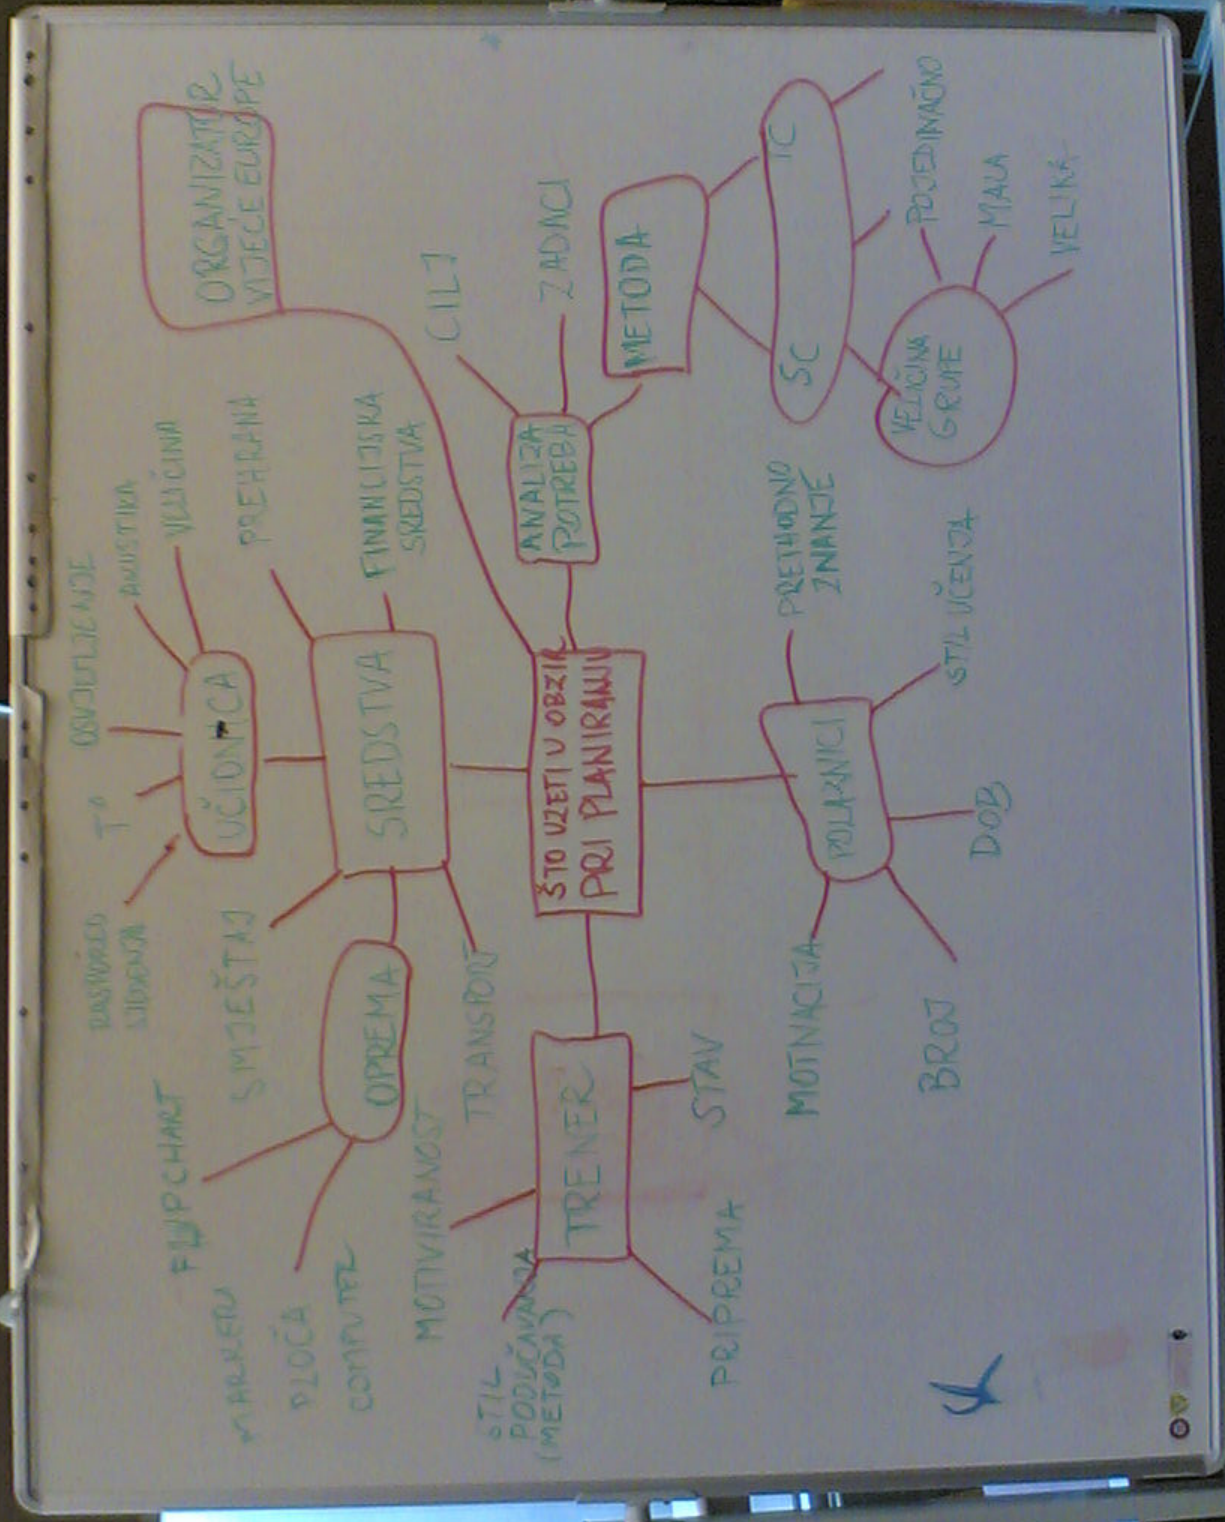 ORGANIZATOR
VIJEĆE EUROPE
OSVJETLJENJE
AKUSTIKA
VELIČINA
T°
RASPORED
SJEDENJA
UČIONICA
PREHRANA
FINANCIJSKA
SREDSTVA
SREDSTVA
SMJEŠTAJ
OPREMA
TRANSPORT
FLIPCHART
MARKERI
PLOČA
COMPUTER
CILJ
ZADACI
ANALIZA
POTREBA
METODA
SC
TC
VELIČINA
GRUPE
POJEDINAČNO
MALA
VELIKA
ŠTO UZETI U OBZIR
PRI PLANIRANJU
TRENER
MOTIVIRANOST
STIL
PODUČAVANJA
(METODA)
STAV
PRIPREMA
POLAZNICI
PRETHODNO
ZNANJE
STIL UČENJA
DOB
BROJ
MOTIVACIJA